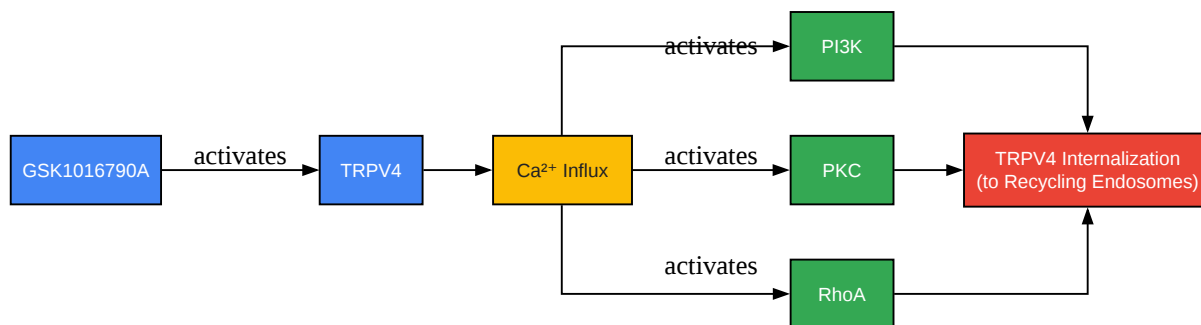 activates
PI3K
GSK1016790A
activates
TRPV4
Ca²⁺ Influx
activates
PKC
TRPV4 Internalization
(to Recycling Endosomes)
activates
RhoA